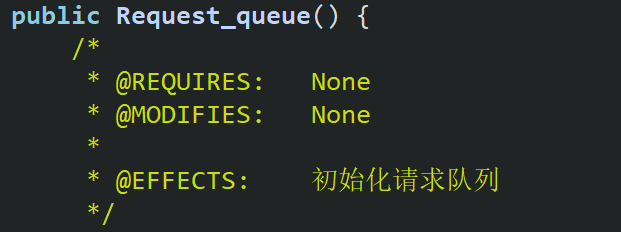 public Request_queue() {
/*
* @REQUIRES: None
* @MODIFIES: None
*
* @EFFECTS: 初始化请求队列
*/